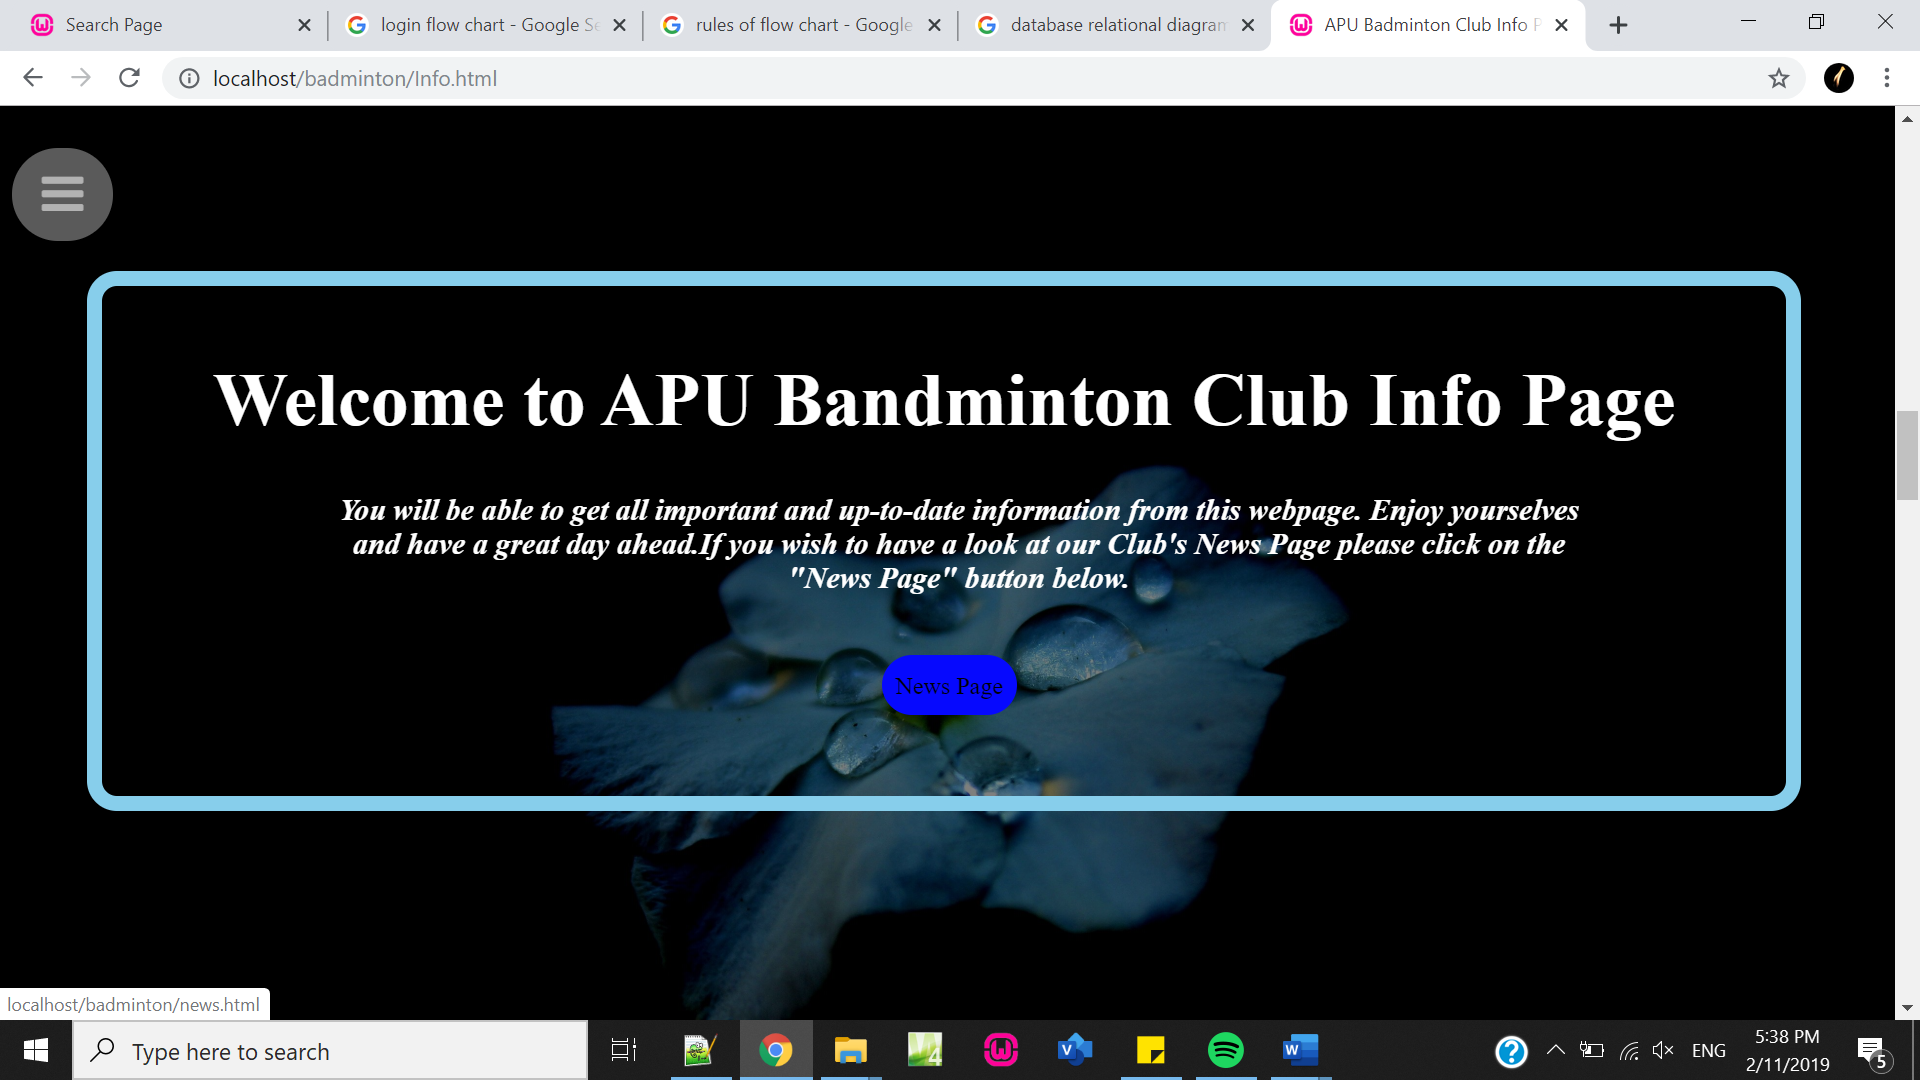 Search Page
login flow chart - Google Se
rules of flow chart - Google
database relational diagram
APU Badminton Club Info P
localhost/badminton/Info.html
Welcome to APU Bandminton Club Info Page
You will be able to get all important and up-to-date information from this webpage. Enjoy yourselves
and have a great day ahead.If you wish to have a look at our Club's News Page please click on the
"News Page" button below.
News Page
localhost/badminton/news.html
Type here to search
ENG
5:38 PM
2/11/2019
5